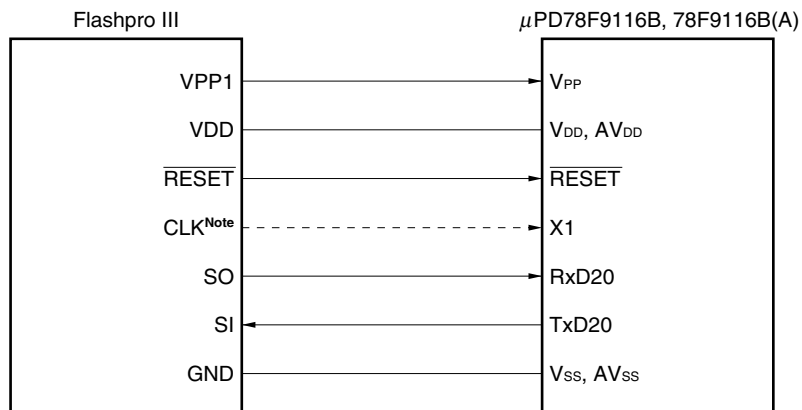 Flashpro III μPD78F9116B, 78F9116B(A)
VPP1 VPP
VDD VDD, AVDD
RESET RESET
CLKNote X1
SO RxD20
SI TxD20
GND VSS, AVSS